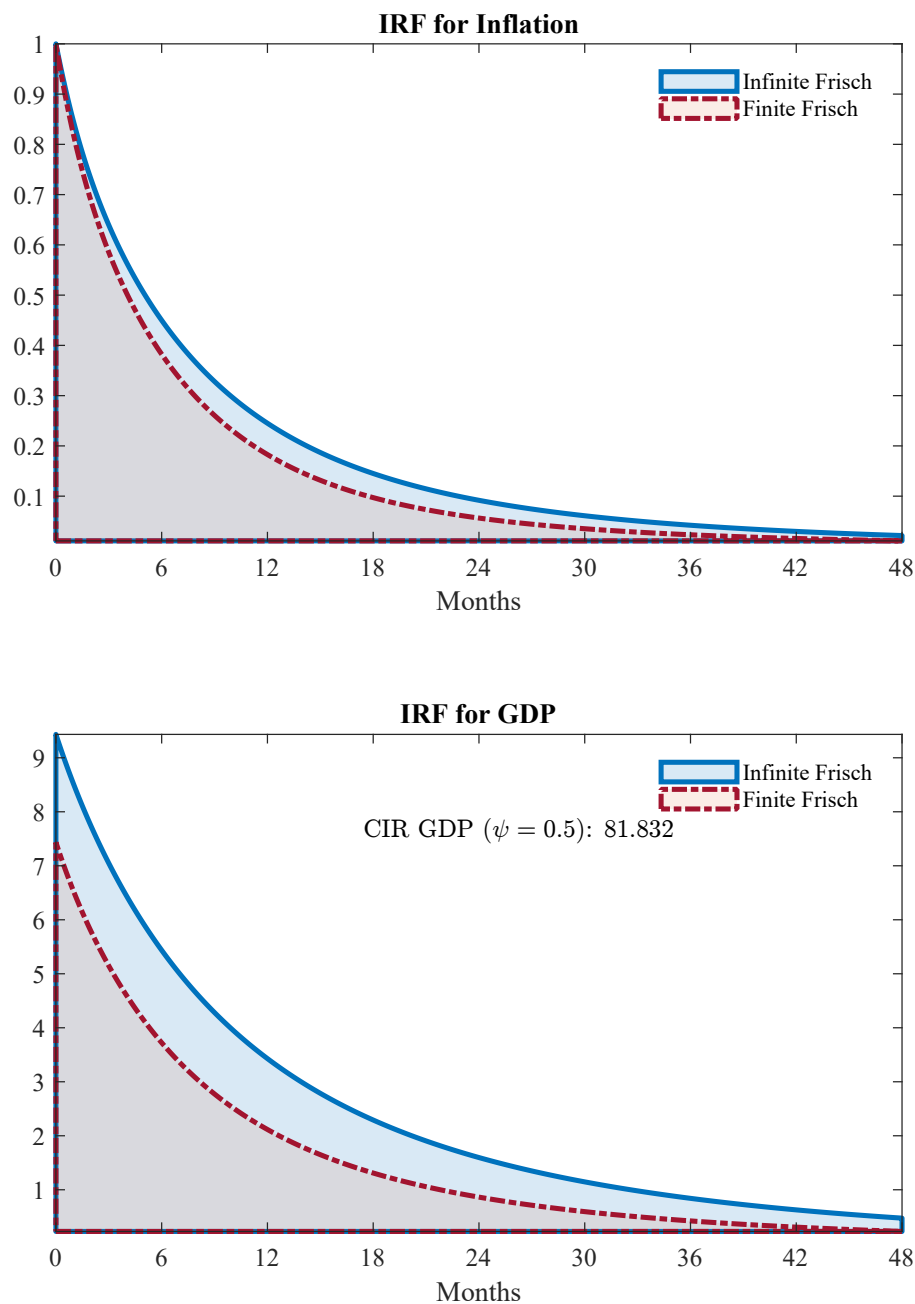 IRF for Inflation
1
0.9
0.8
0.7
0.6
0.5
0.4
0.3
0.2
0.1
Infinite Frisch
Finite Frisch
0 6 12 18 24 30 36 42 48
Months
IRF for GDP
9
8
7
6
5
4
3
2
1
Infinite Frisch
Finite Frisch
CIR GDP (ψ = 0.5): 81.832
0 6 12 18 24 30 36 42 48
Months